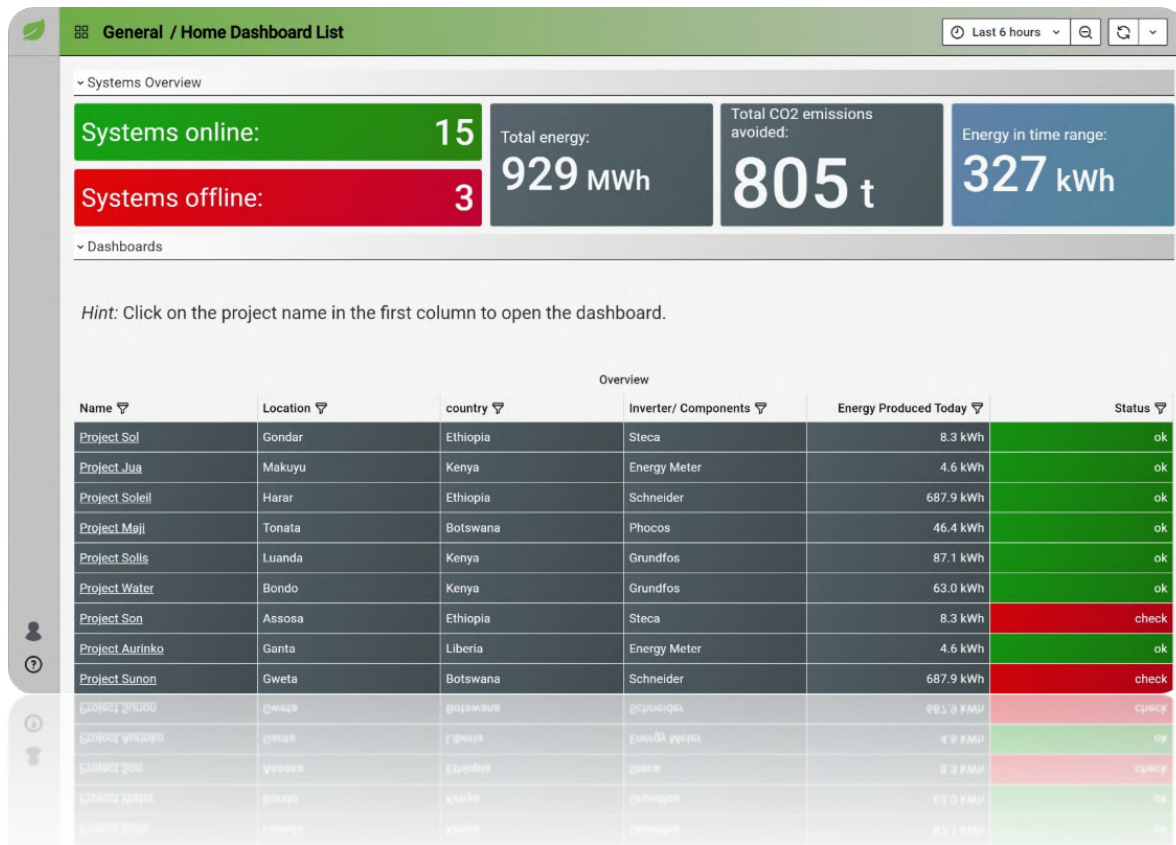 General / Home Dashboard List
Last 6 hours
Systems Overview
Systems online: 15
Systems offline: 3
Total energy:
929 MWh
Total CO2 emissions
avoided:
805 t
Energy in time range:
327 kWh
Dashboards
Hint: Click on the project name in the first column to open the dashboard.
Overview
Name Location country Inverter/ Components Energy Produced Today Status
Project Sol Gondar Ethiopia Steca 8.3 kWh ok
Project Jua Makuyu Kenya Energy Meter 4.6 kWh ok
Project Soleil Harar Ethiopia Schneider 687.9 kWh ok
Project Maji Tonata Botswana Phocos 46.4 kWh ok
Project Solis Luanda Kenya Grundfos 87.1 kWh ok
Project Water Bondo Kenya Grundfos 63.0 kWh ok
Project Son Assosa Ethiopia Steca 8.3 kWh check
Project Aurinko Ganta Liberia Energy Meter 4.6 kWh ok
Project Sunon Gweta Botswana Schneider 687.9 kWh check